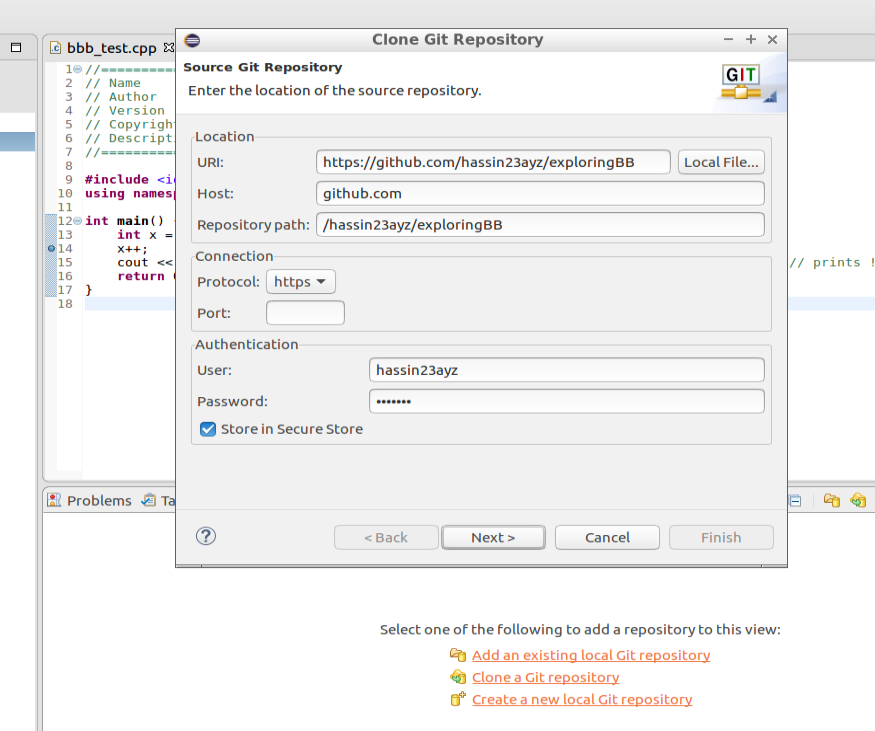 Clone Git Repository
bbb_test.cpp
Source Git Repository
Enter the location of the source repository.
GIT
1 //==========
2 // Name
3 // Author
4 // Version
5 // Copyrigh
6 // Descript
7 //==========
8
9 #include <i
10 using names
11
12 int main()
13 int x =
14 x++;
15 cout << // prints !
16 return
17 }
18
Location
URI: https://github.com/hassin23ayz/exploringBB Local File...
Host: github.com
Repository path: /hassin23ayz/exploringBB
Connection
Protocol: https
Port:
Authentication
User: hassin23ayz
Password: •••••••
Store in Secure Store
Problems Ta
? < Back Next > Cancel Finish
Select one of the following to add a repository to this view:
Add an existing local Git repository
Clone a Git repository
Create a new local Git repository